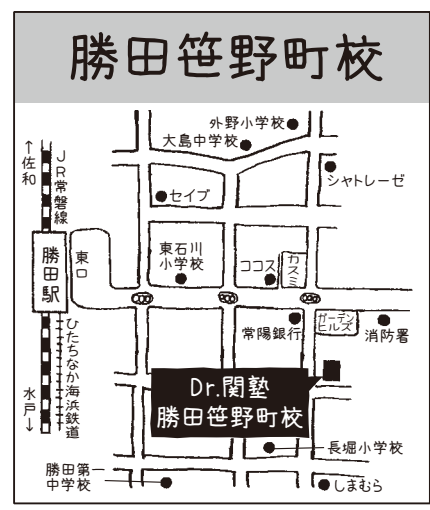 勝田笹野町校
外野小学校
大島中学校
↑佐和
JR常磐線
シャトレーゼ
セイブ
勝田駅
東口
東石川
小学校
ココス
カスミ
常陽銀行
ガーデン
ヒルズ
消防署
ひたちなか海浜鉄道
水戸↓
Dr.関塾
勝田笹野町校
長堀小学校
勝田第一
中学校
しまむら